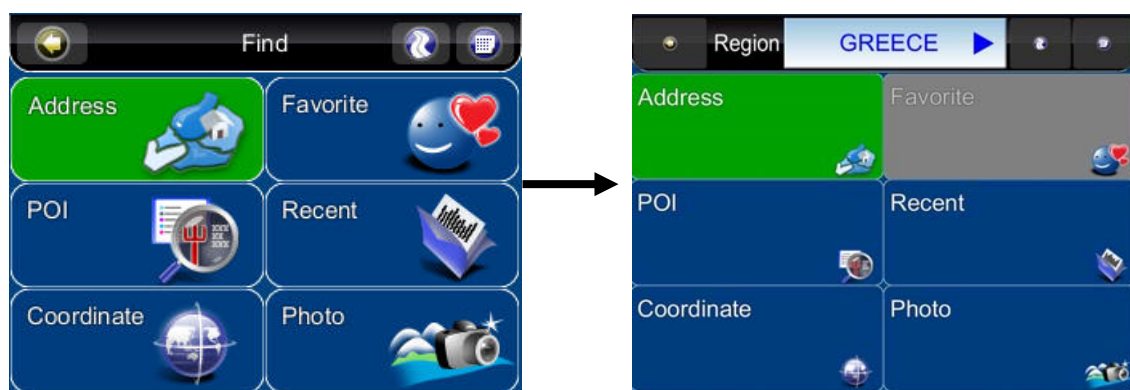 Find
Address Favorite
POI Recent
Coordinate Photo
Region GREECE
Address Favorite
POI Recent
Coordinate Photo